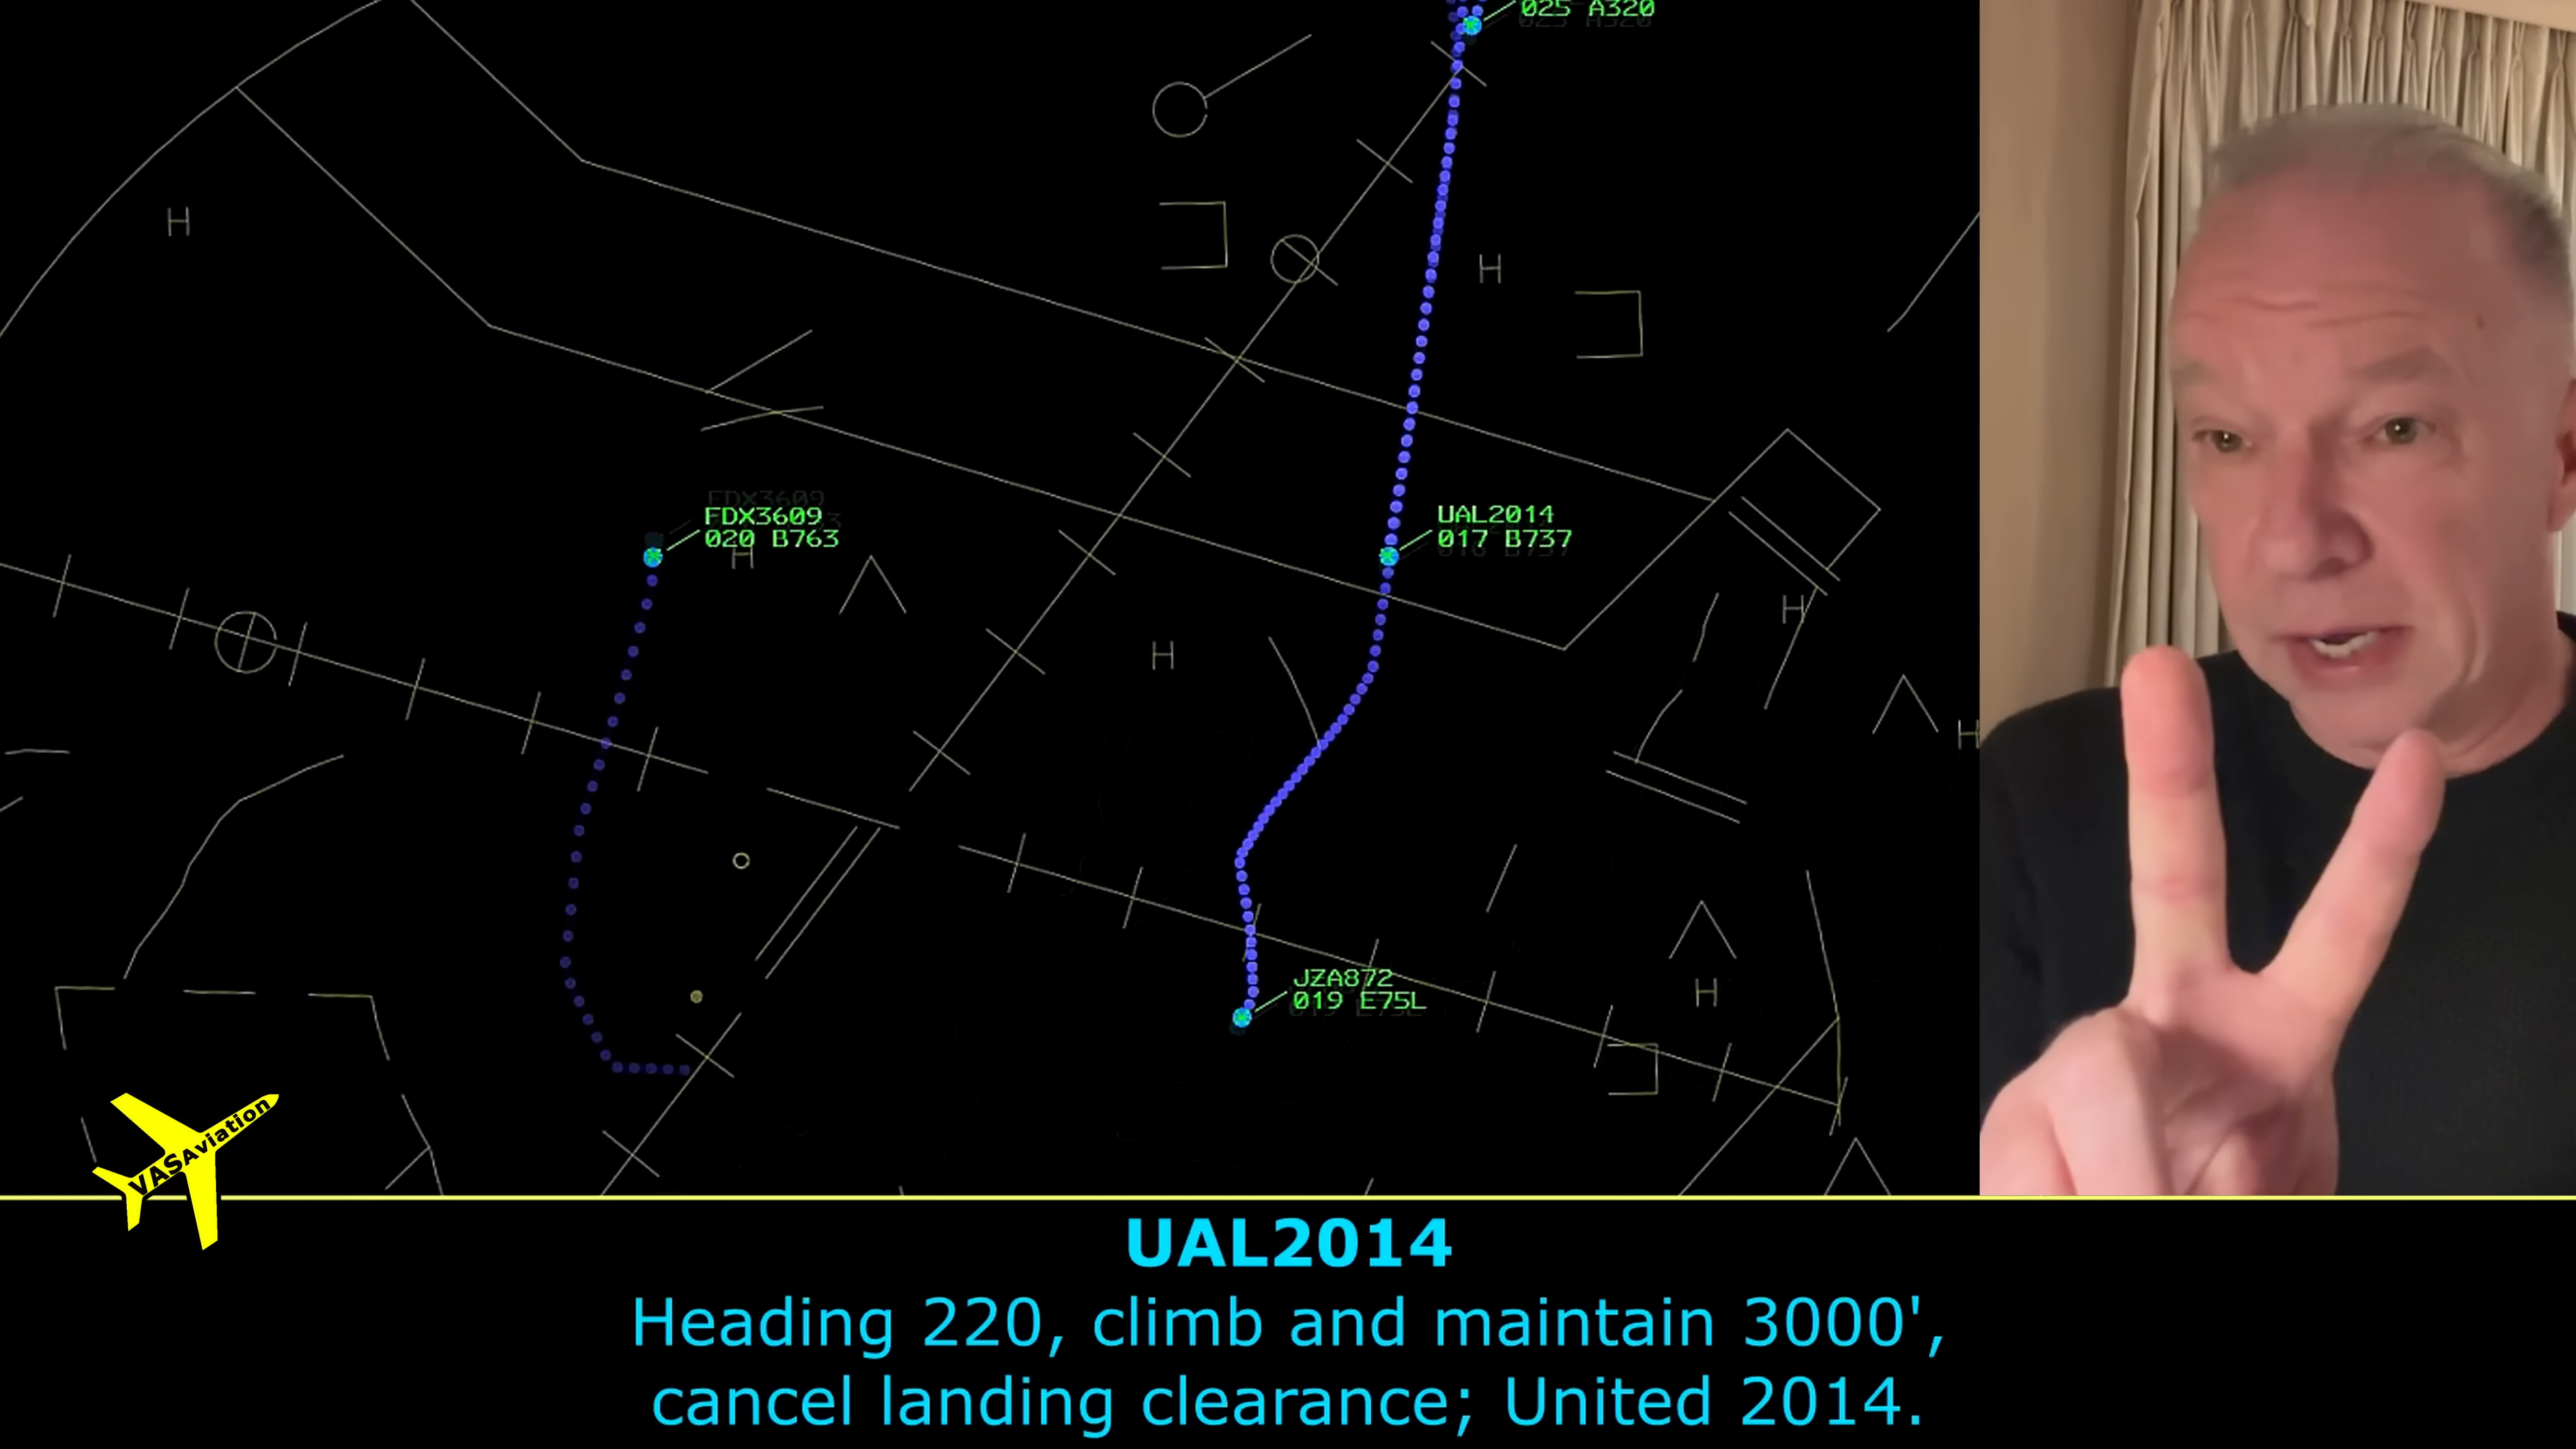 025 A320
H
H
FDX3609
FDX3609
020 B763
H
UAL2014
017 B737
H
H
H
JZA872
019 E75L
H
VASAviation
UAL2014
Heading 220, climb and maintain 3000',
cancel landing clearance; United 2014.